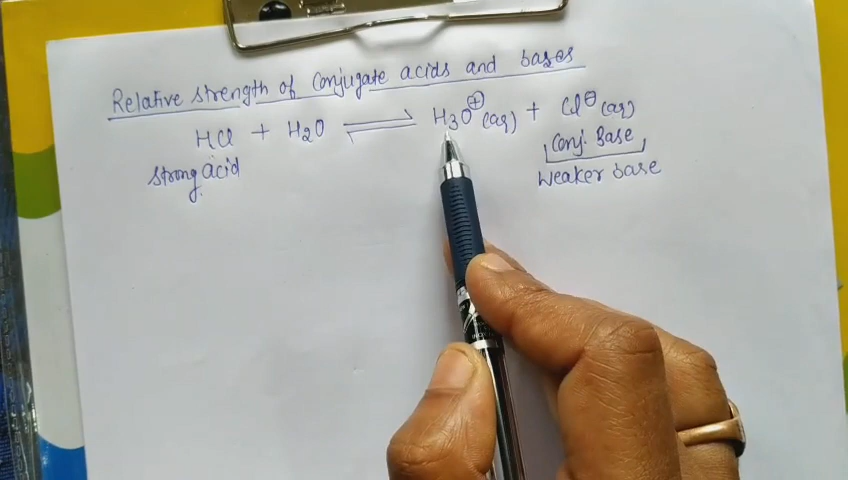 Relative strength of Conjugate acids and bases
HCl + H2O ⇌ H3O⊕(aq) + Cl⊖(aq)
Strong acid
Conj. Base
Weaker base